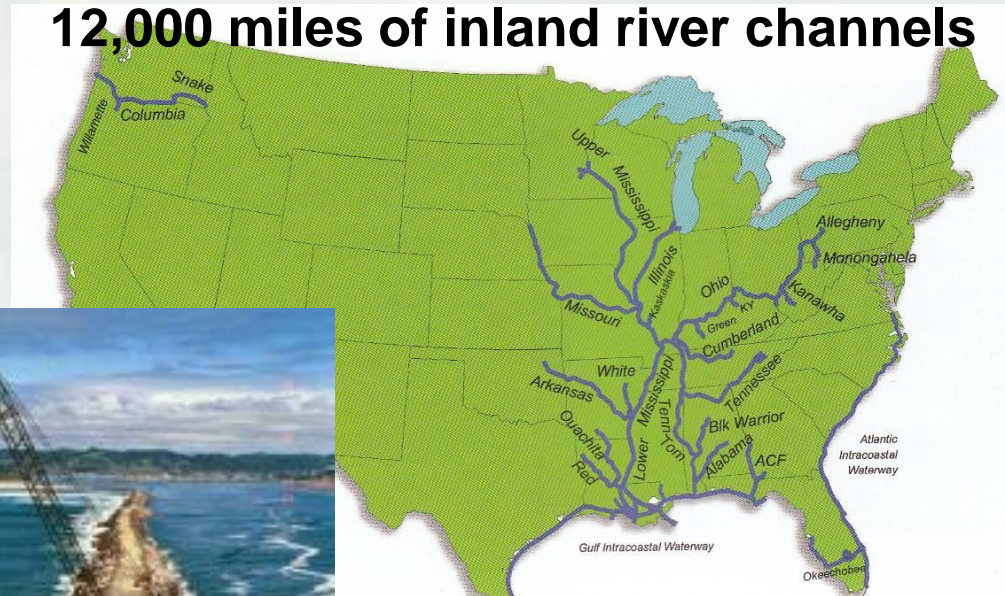 12,000 miles of inland river channels
Snake
Columbia
Willamette
Upper
Mississippi
Illinois
Kaskaskia
Missouri
Allegheny
Monongahela
Ohio
Kanawha
Green
KY
Cumberland
Tennessee
White
Arkansas
Lower Mississippi
Tenn-Tom
Blk Warrior
Alabama
ACF
Ouachita
Red
Atlantic
Intracoastal
Waterway
Gulf Intracoastal Waterway
Okeechobee